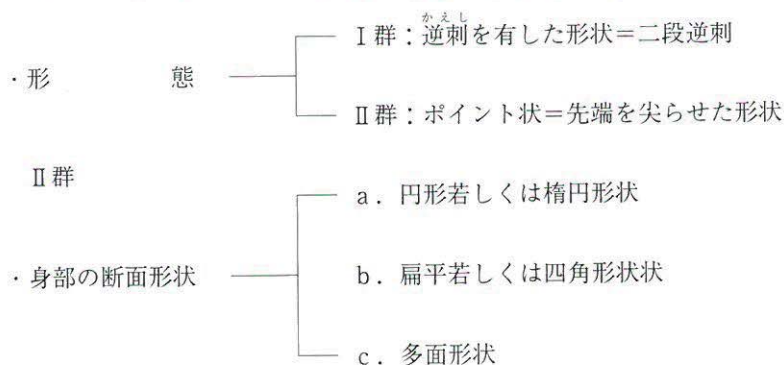 Ⅰ群：逆刺を有した形状＝二段逆刺
かえし
・形　　　態
Ⅱ群：ポイント状＝先端を尖らせた形状
Ⅱ群
a．円形若しくは楕円形状
・身部の断面形状
b．扁平若しくは四角形状状
c．多面形状